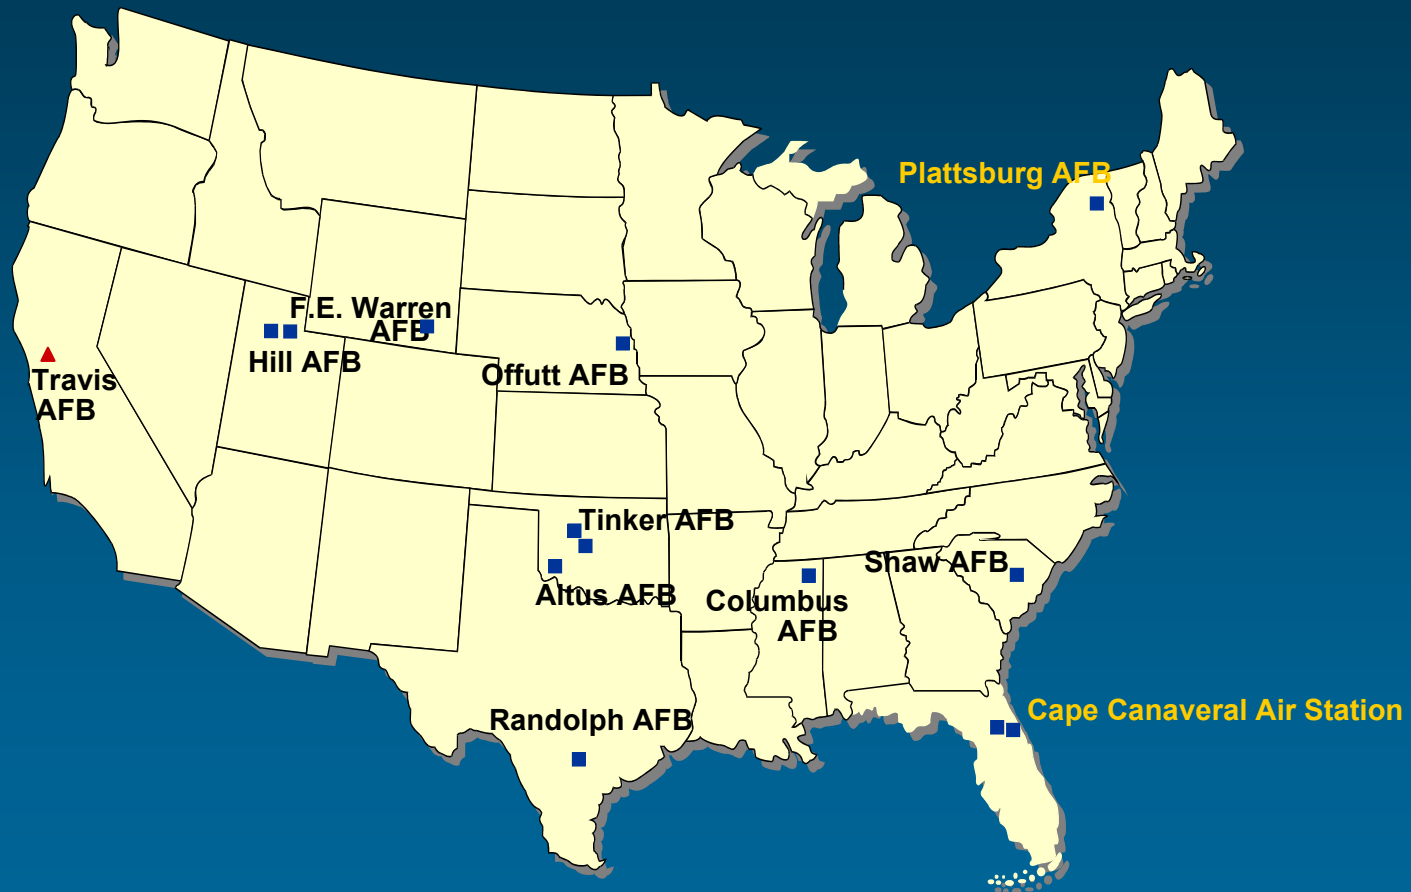 Plattsburg AFB
F.E. Warren
AFB
Hill AFB
Travis
AFB
Offutt AFB
Tinker AFB
Altus AFB
Columbus
AFB
Shaw AFB
Randolph AFB
Cape Canaveral Air Station